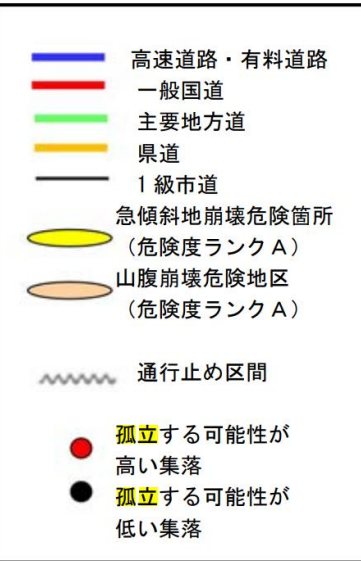 高速道路・有料道路
一般国道
主要地方道
県道
１級市道
急傾斜地崩壊危険箇所
（危険度ランクＡ）
山腹崩壊危険地区
（危険度ランクＡ）
通行止め区間
孤立する可能性が
高い集落
孤立する可能性が
低い集落